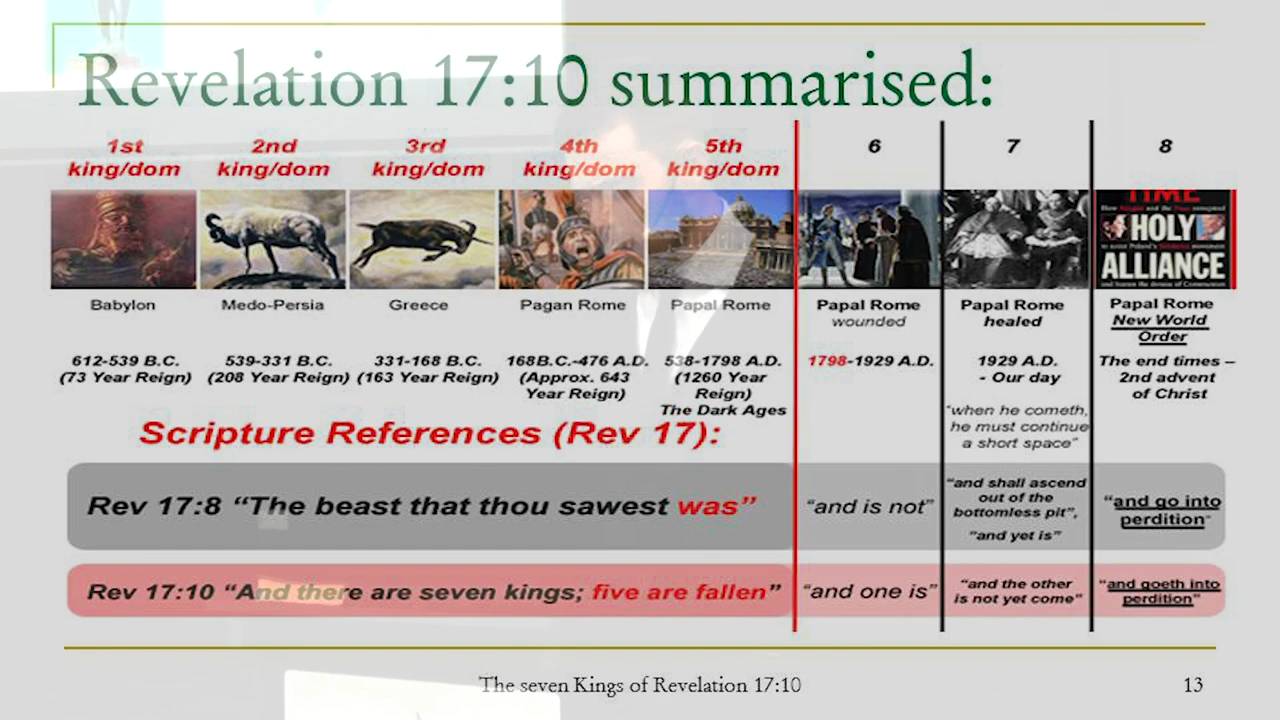 Revelation 17:10 summarised:
1st
king/dom
2nd
king/dom
3rd
king/dom
4th
king/dom
5th
king/dom
6
7
8
TIME
HOLY
ALLIANCE
Babylon
Medo-Persia
Greece
Pagan Rome
Papal Rome
Papal Rome
wounded
Papal Rome
healed
Papal Rome
New World
Order
612-539 B.C.
(73 Year Reign)
539-331 B.C.
(208 Year Reign)
331-168 B.C.
(163 Year Reign)
168B.C.-476 A.D.
(Approx. 643
Year Reign)
538-1798 A.D.
(1260 Year
Reign)
The Dark Ages
1798-1929 A.D.
1929 A.D.
- Our day
"when he cometh,
he must continue
a short space"
The end times –
2nd advent
of Christ
Scripture References (Rev 17):
Rev 17:8 “The beast that thou sawest was”
“and is not”
“and shall ascend
out of the
bottomless pit”,
“and yet is”
“and go into
perdition”
Rev 17:10 “And there are seven kings; five are fallen”
“and one is”
“and the other
is not yet come”
“and goeth into
perdition”
The seven Kings of Revelation 17:10
13